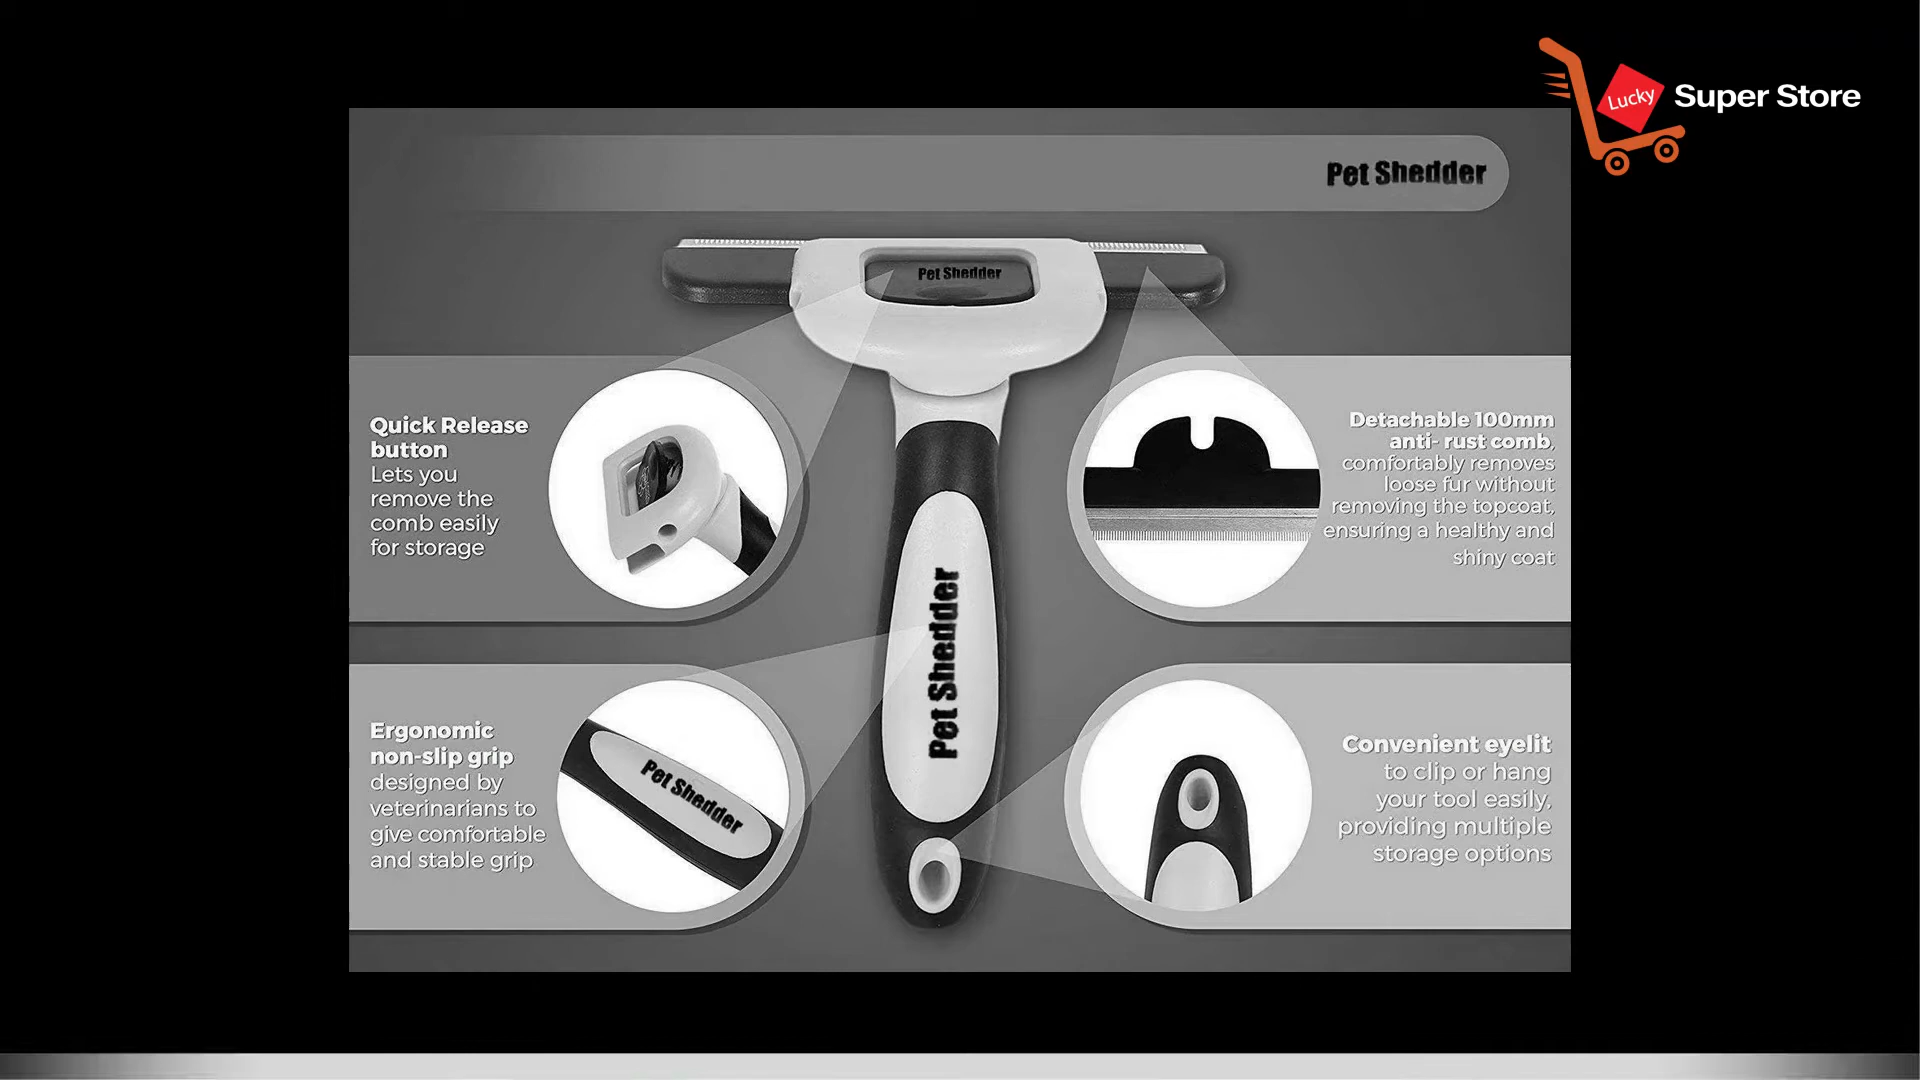 Lucky
Super Store
Pet Shedder
Pet Shedder
Quick Release
button
Lets you
remove the
comb easily
for storage
Detachable 100mm
anti- rust comb,
comfortably removes
loose fur without
removing the topcoat,
ensuring a healthy and
shiny coat
Pet Shedder
Ergonomic
non-slip grip
designed by
veterinarians to
give comfortable
and stable grip
Pet Shedder
Convenient eyelit
to clip or hang
your tool easily,
providing multiple
storage options